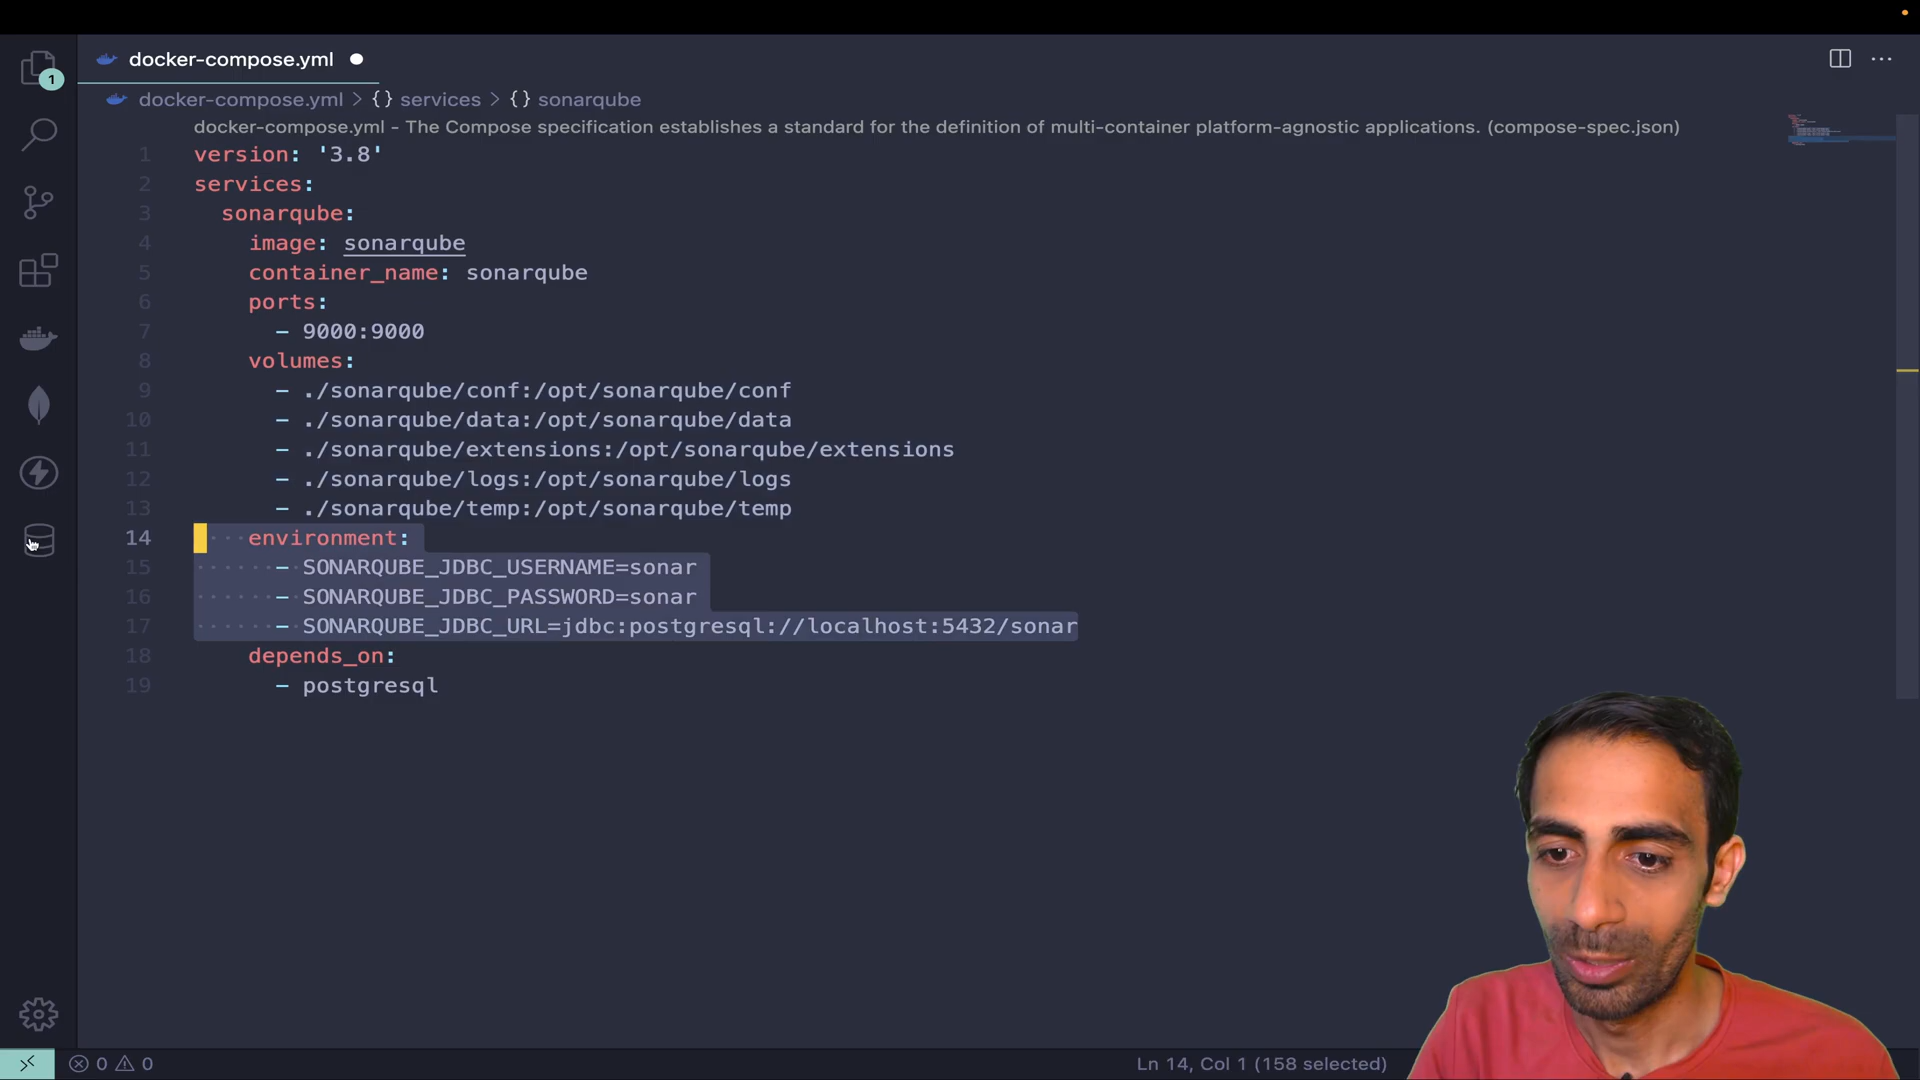 docker-compose.yml
1
docker-compose.yml > {} services > {} sonarqube
docker-compose.yml - The Compose specification establishes a standard for the definition of multi-container platform-agnostic applications. (compose-spec.json)
1 version: '3.8'
2 services:
3 sonarqube:
4 image: sonarqube
5 container_name: sonarqube
6 ports:
7 - 9000:9000
8 volumes:
9 - ./sonarqube/conf:/opt/sonarqube/conf
10 - ./sonarqube/data:/opt/sonarqube/data
11 - ./sonarqube/extensions:/opt/sonarqube/extensions
12 - ./sonarqube/logs:/opt/sonarqube/logs
13 - ./sonarqube/temp:/opt/sonarqube/temp
14 environment:
15 - SONARQUBE_JDBC_USERNAME=sonar
16 - SONARQUBE_JDBC_PASSWORD=sonar
17 - SONARQUBE_JDBC_URL=jdbc:postgresql://localhost:5432/sonar
18 depends_on:
19 - postgresql
0 0
Ln 14, Col 1 (158 selected)